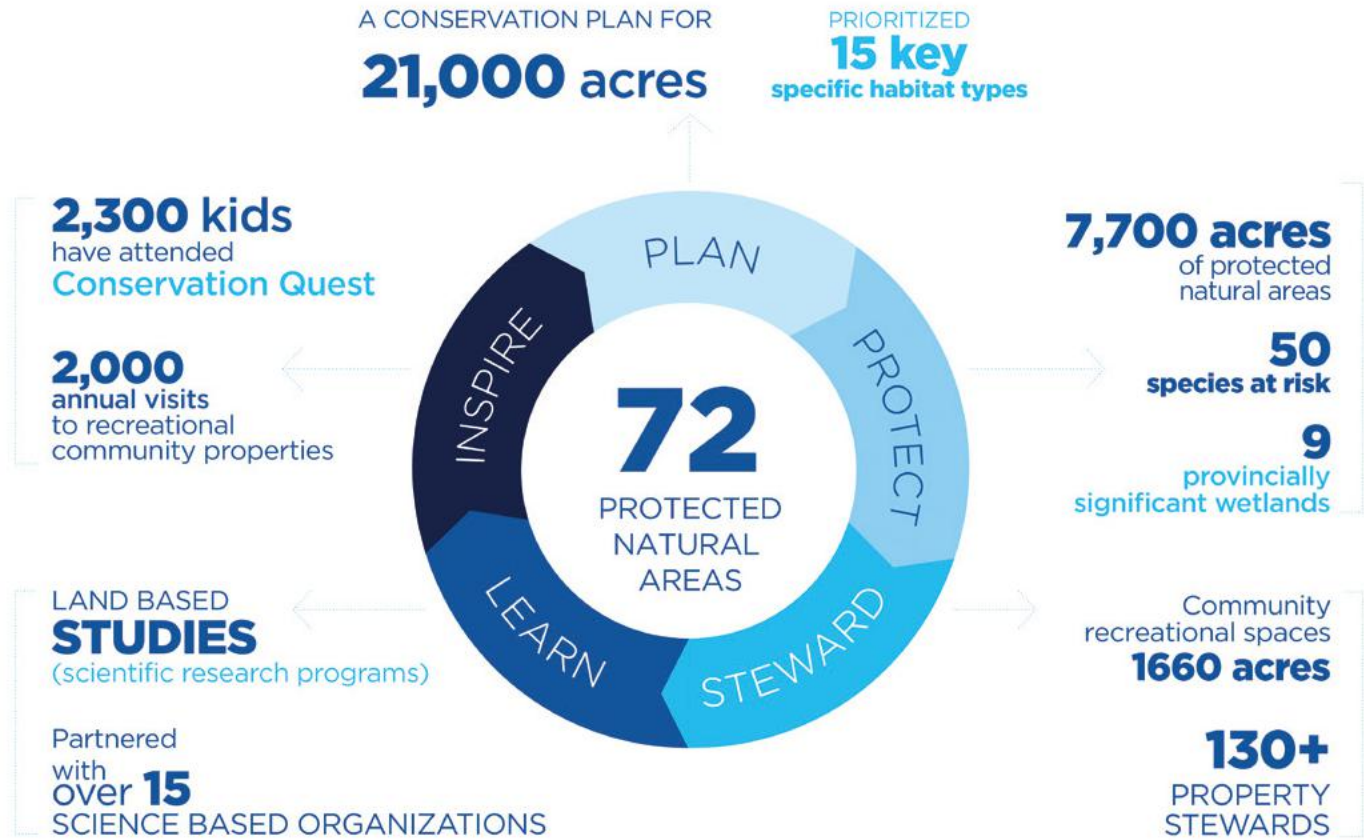 A CONSERVATION PLAN FOR
21,000 acres
PRIORITIZED
15 key
specific habitat types
2,300 kids
have attended
Conservation Quest
2,000
annual visits
to recreational
community properties
LAND BASED
STUDIES
(scientific research programs)
Partnered
with
over 15
SCIENCE BASED ORGANIZATIONS
PLAN
PROTECT
STEWARD
LEARN
INSPIRE
72
PROTECTED
NATURAL
AREAS
7,700 acres
of protected
natural areas
50
species at risk
9
provincially
significant wetlands
Community
recreational spaces
1660 acres
130+
PROPERTY
STEWARDS